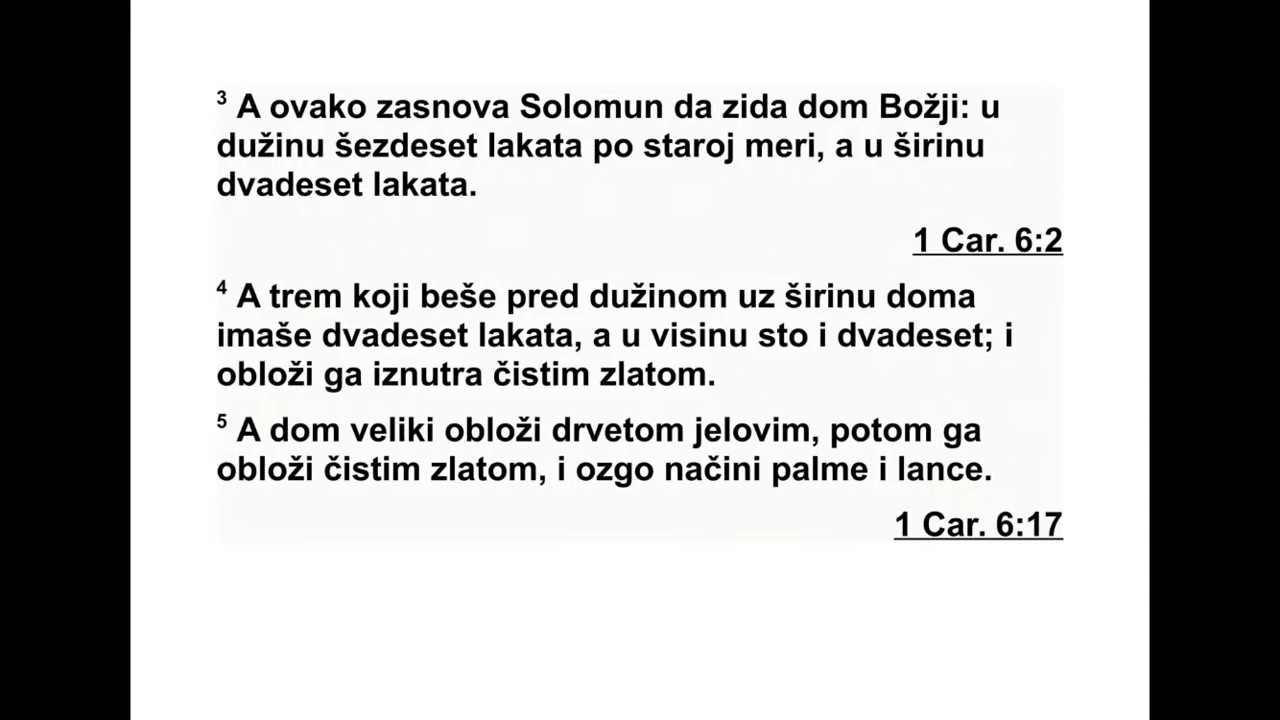 3 A ovako zasnova Solomun da zida dom Božji: u
dužinu šezdeset lakata po staroj meri, a u širinu
dvadeset lakata.
1 Car. 6:2
4 A trem koji beše pred dužinom uz širinu doma
imaše dvadeset lakata, a u visinu sto i dvadeset; i
obloži ga iznutra čistim zlatom.
5 A dom veliki obloži drvetom jelovim, potom ga
obloži čistim zlatom, i ozgo načini palme i lance.
1 Car. 6:17